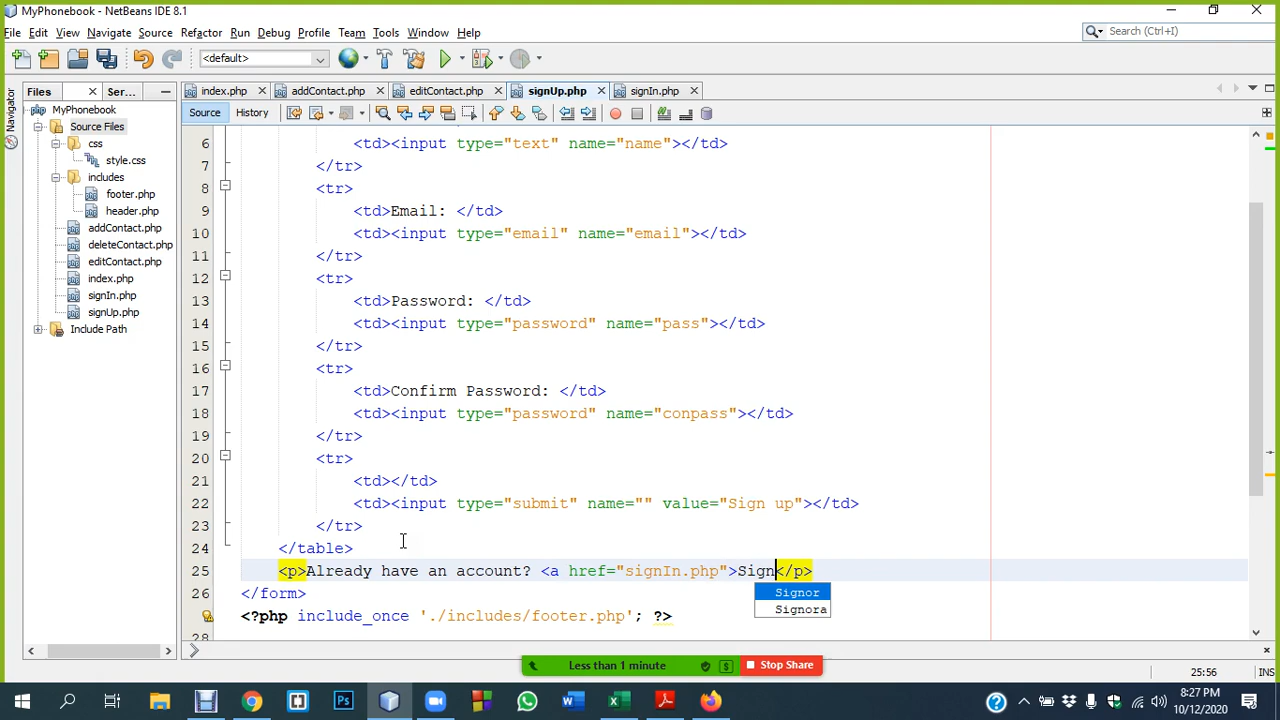 MyPhonebook - NetBeans IDE 8.1
File Edit View Navigate Source Refactor Run Debug Profile Team Tools Window Help
Search (Ctrl+I)
<default>
Files
Ser...
index.php
addContact.php
editContact.php
signUp.php
signIn.php
Navigator
MyPhonebook
Source Files
css
style.css
includes
footer.php
header.php
addContact.php
deleteContact.php
editContact.php
index.php
signIn.php
signUp.php
Include Path
Source
History
6 <td><input type="text" name="name"></td>
7 </tr>
8 <tr>
9 <td>Email: </td>
10 <td><input type="email" name="email"></td>
11 </tr>
12 <tr>
13 <td>Password: </td>
14 <td><input type="password" name="pass"></td>
15 </tr>
16 <tr>
17 <td>Confirm Password: </td>
18 <td><input type="password" name="conpass"></td>
19 </tr>
20 <tr>
21 <td></td>
22 <td><input type="submit" name="" value="Sign up"></td>
23 </tr>
24 </table>
25 <p>Already have an account? <a href="signIn.php">Sign</p>
Signor
Signora
26 </form>
<?php include_once './includes/footer.php'; ?>
28
Less than 1 minute
Stop Share
25:56
INS
8:27 PM
10/12/2020